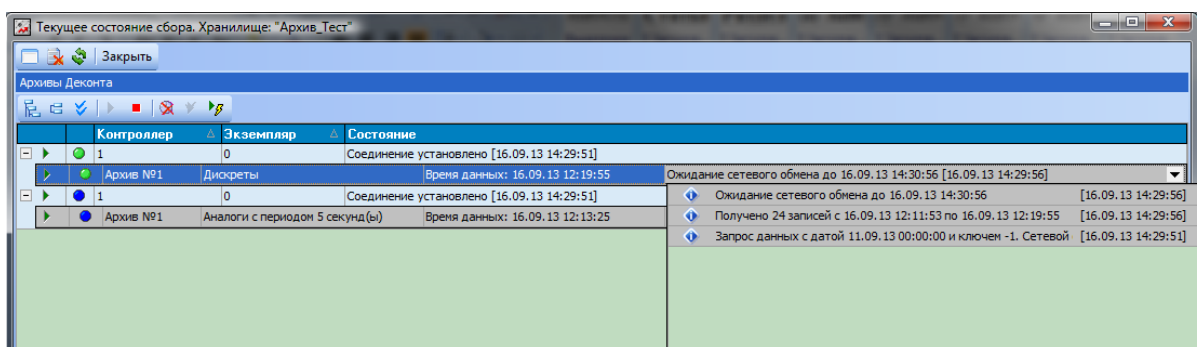 Текущее состояние сбора. Хранилище: "Архив_Тест"
Закрыть
Архивы Деконта
Контроллер Экземпляр Состояние
1 0 Соединение установлено [16.09.13 14:29:51]
Архив №1 Дискреты Время данных: 16.09.13 12:19:55 Ожидание сетевого обмена до 16.09.13 14:30:56 [16.09.13 14:29:56]
1 0 Соединение установлено [16.09.13 14:29:51] Ожидание сетевого обмена до 16.09.13 14:30:56 [16.09.13 14:29:56]
Архив №1 Аналоги с периодом 5 секунд(ы) Время данных: 16.09.13 12:13:25 Получено 24 записей с 16.09.13 12:11:53 по 16.09.13 12:19:55 [16.09.13 14:29:56]
Запрос данных с датой 11.09.13 00:00:00 и ключем -1. Сетевой [16.09.13 14:29:51]